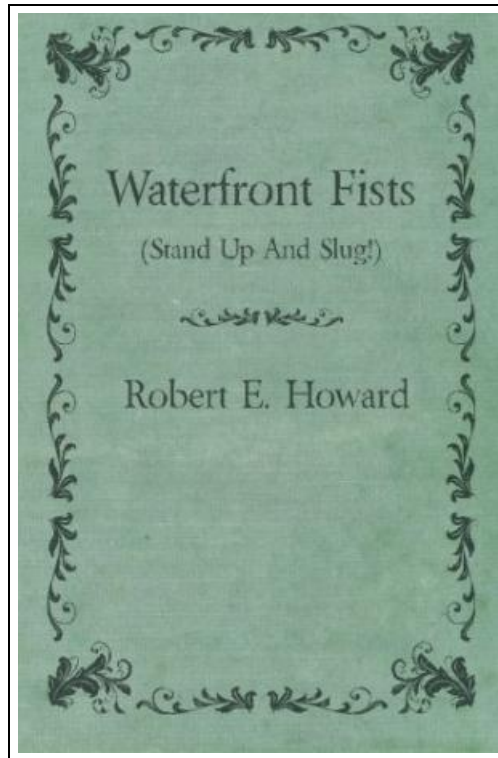 Waterfront Fists
(Stand Up And Slug!)
Robert E. Howard